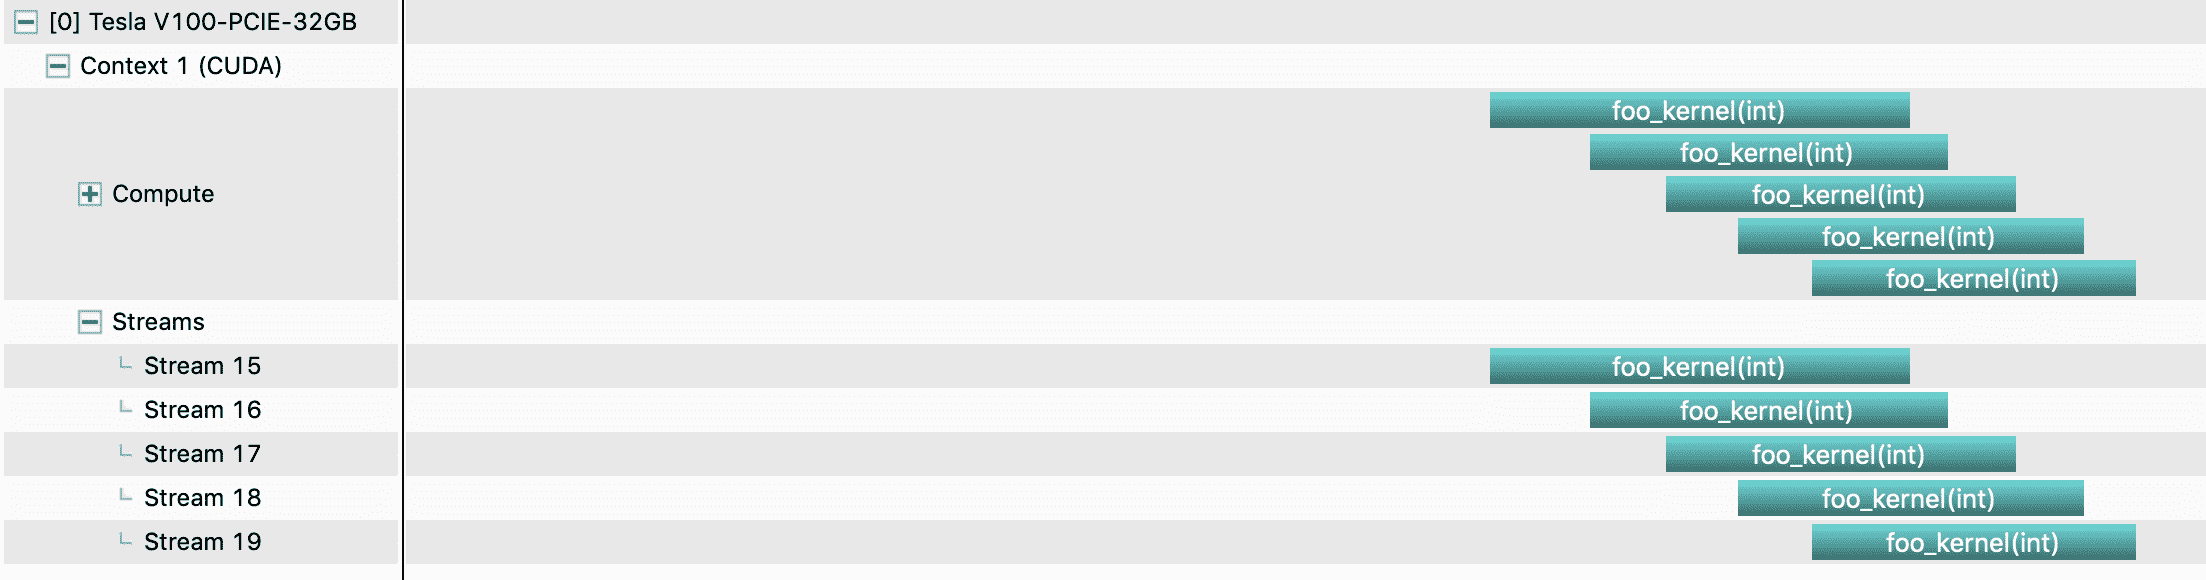 [0] Tesla V100-PCIE-32GB
Context 1 (CUDA)
foo_kernel(int)
foo_kernel(int)
Compute
foo_kernel(int)
foo_kernel(int)
foo_kernel(int)
Streams
Stream 15
foo_kernel(int)
Stream 16
foo_kernel(int)
Stream 17
foo_kernel(int)
Stream 18
foo_kernel(int)
Stream 19
foo_kernel(int)